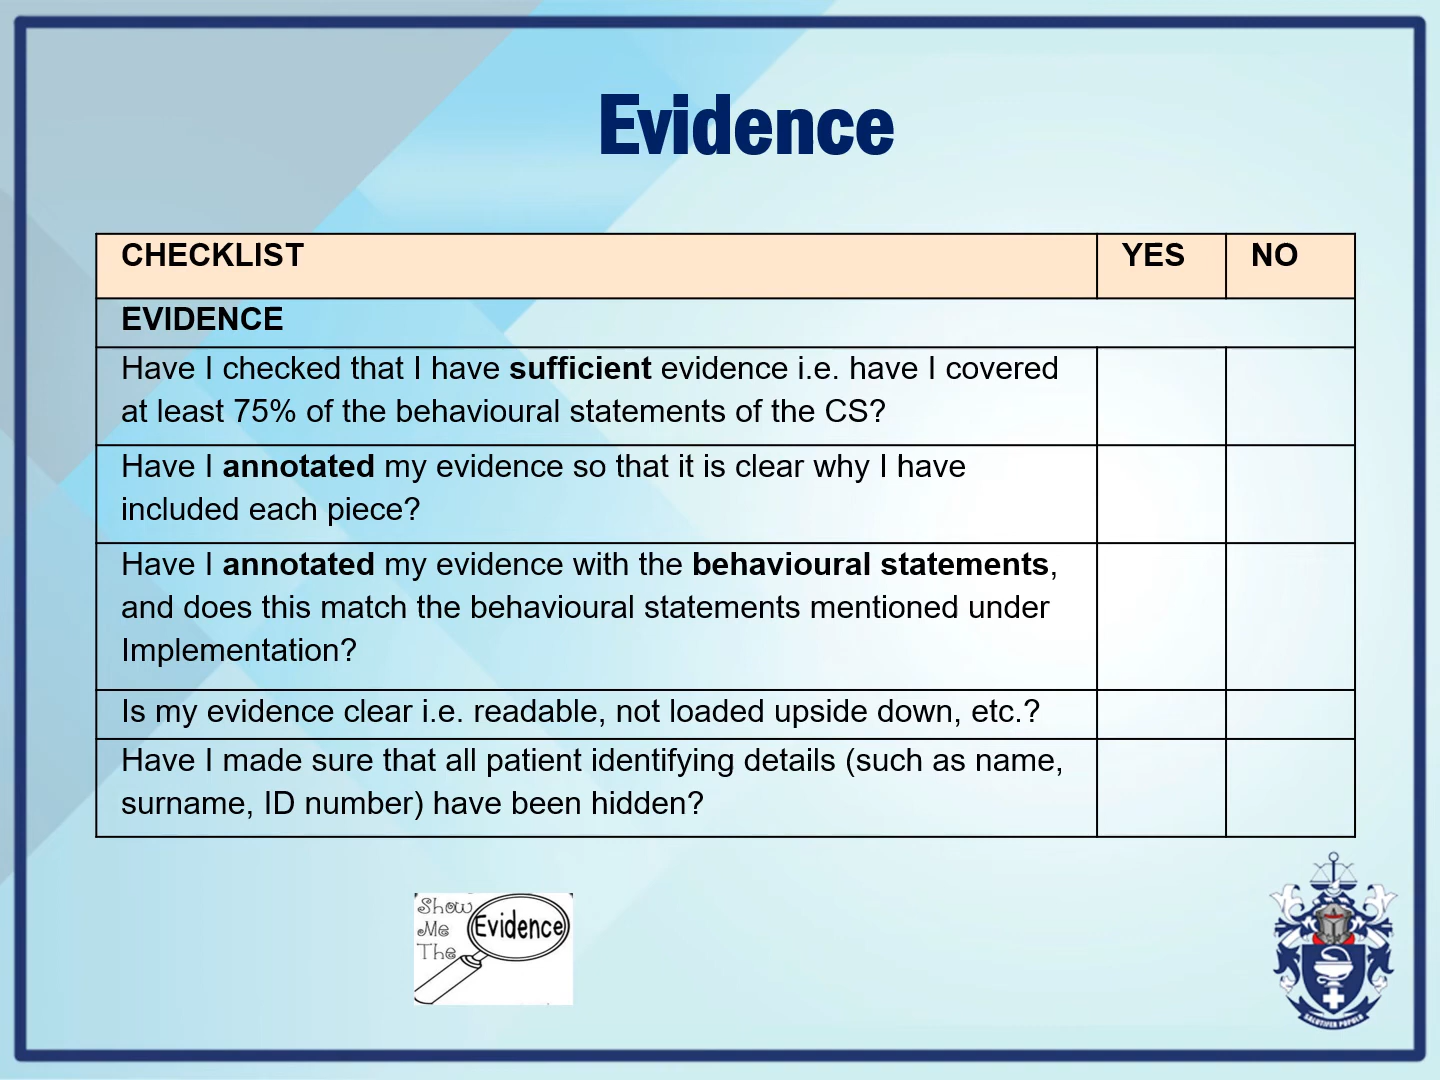 Evidence
CHECKLIST YES NO
EVIDENCE
Have I checked that I have sufficient evidence i.e. have I covered
at least 75% of the behavioural statements of the CS?
Have I annotated my evidence so that it is clear why I have
included each piece?
Have I annotated my evidence with the behavioural statements,
and does this match the behavioural statements mentioned under
Implementation?
Is my evidence clear i.e. readable, not loaded upside down, etc.?
Have I made sure that all patient identifying details (such as name,
surname, ID number) have been hidden?
Show
Me
The
Evidence
SALUTIFER POPULO